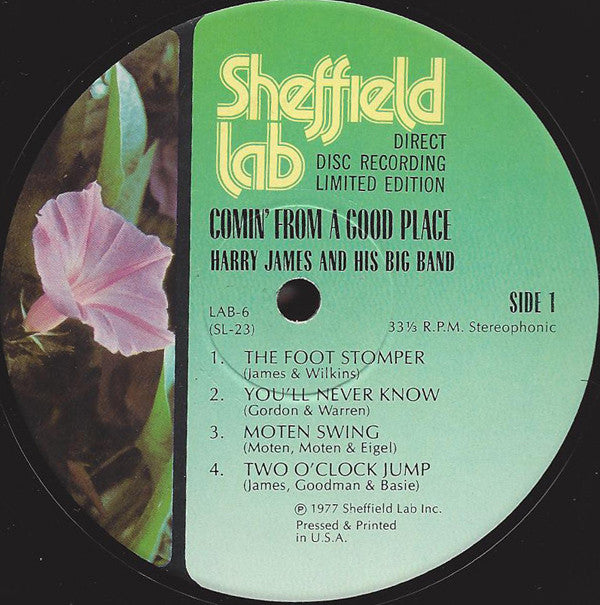 Sheffield
lab
DIRECT
DISC RECORDING
LIMITED EDITION
COMIN' FROM A GOOD PLACE
HARRY JAMES AND HIS BIG BAND
LAB-6
(SL-23)
SIDE 1
33⅓ R.P.M. Stereophonic
1. THE FOOT STOMPER
(James & Wilkins)
2. YOU'LL NEVER KNOW
(Gordon & Warren)
3. MOTEN SWING
(Moten, Moten & Eigel)
4. TWO O'CLOCK JUMP
(James, Goodman & Basie)
℗ 1977 Sheffield Lab Inc.
Pressed & Printed
in U.S.A.